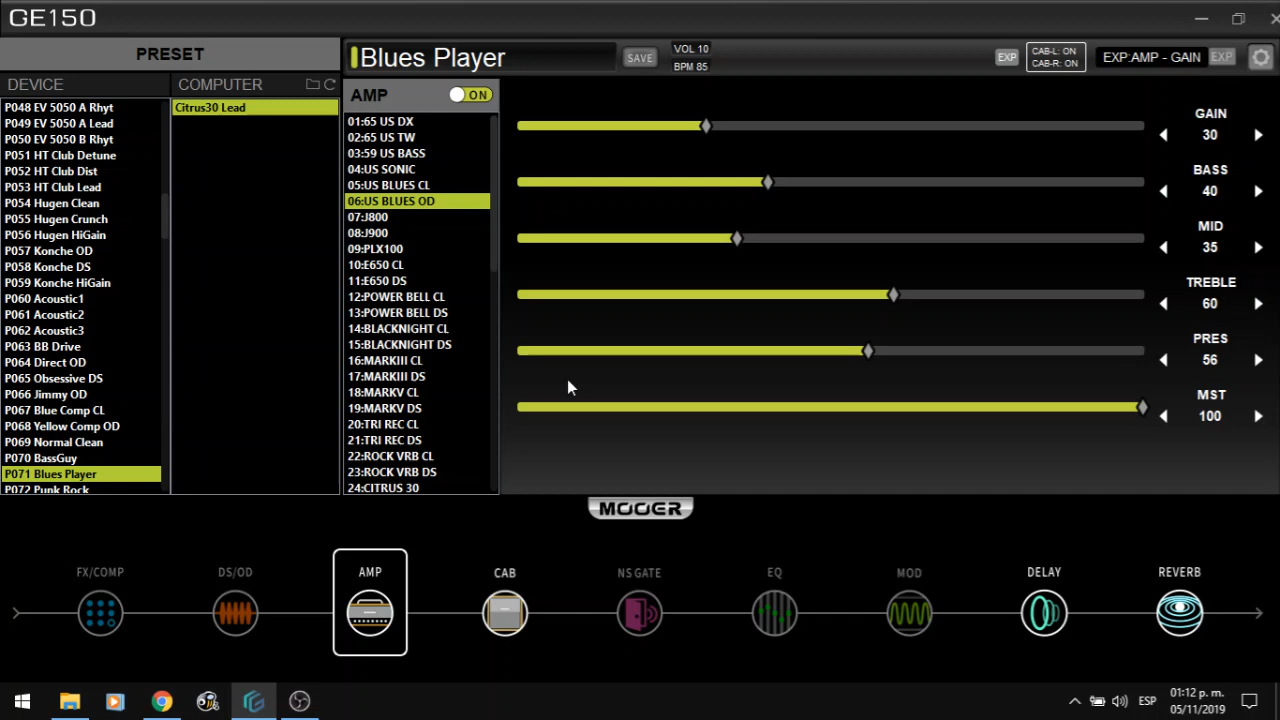 GE150
PRESET
DEVICE
COMPUTER
P048 EV 5050 A Rhyt
P049 EV 5050 A Lead
P050 EV 5050 B Rhyt
P051 HT Club Detune
P052 HT Club Dist
P053 HT Club Lead
P054 Hugen Clean
P055 Hugen Crunch
P056 Hugen HiGain
P057 Konche OD
P058 Konche DS
P059 Konche HiGain
P060 Acoustic1
P061 Acoustic2
P062 Acoustic3
P063 BB Drive
P064 Direct OD
P065 Obsessive DS
P066 Jimmy OD
P067 Blue Comp CL
P068 Yellow Comp OD
P069 Normal Clean
P070 BassGuy
P071 Blues Player
P072 Punk Rock
Citrus30 Lead
Blues Player
SAVE
VOL 10
BPM 85
EXP
CAB-L: ON
CAB-R: ON
EXP:AMP - GAIN
EXP
AMP
ON
01:65 US DX
02:65 US TW
03:59 US BASS
04:US SONIC
05:US BLUES CL
06:US BLUES OD
07:J800
08:J900
09:PLX100
10:E650 CL
11:E650 DS
12:POWER BELL CL
13:POWER BELL DS
14:BLACKNIGHT CL
15:BLACKNIGHT DS
16:MARKIII CL
17:MARKIII DS
18:MARKV CL
19:MARKV DS
20:TRI REC CL
21:TRI REC DS
22:ROCK VRB CL
23:ROCK VRB DS
24:CITRUS 30
GAIN
30
BASS
40
MID
35
TREBLE
60
PRES
56
MST
100
MOOER
FX/COMP
DS/OD
AMP
CAB
NS GATE
EQ
MOD
DELAY
REVERB
ESP
01:12 p. m.
05/11/2019